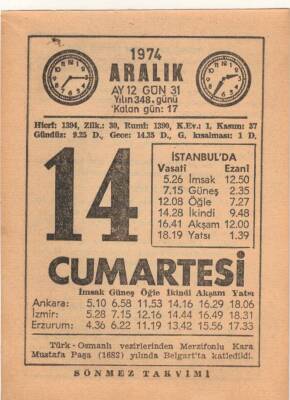 1974
ARALIK
AY 12 GÜN 31
Yılın 348. günü
Kalan gün: 17
Hicrî: 1394, Zilk.: 30, Rumî: 1390, K.Ev.: 1, Kasım: 37
Gündüz: 9.25 D., Gece: 14.35 D., G. kısalması: 1 D.
14
İSTANBUL'DA
Vasati Ezanî
5.26 İmsak 12.50
7.15 Güneş 2.35
12.08 Öğle 7.27
14.28 İkindi 9.48
16.41 Akşam 12.00
18.19 Yatsı 1.39
CUMARTESİ
İmsak Güneş Öğle İkindi Akşam Yatsı
Ankara: 5.10 6.58 11.53 14.16 16.29 18.06
İzmir: 5.28 7.15 12.16 14.44 16.49 18.31
Erzurum: 4.36 6.22 11.19 13.42 15.56 17.33
Türk - Osmanlı vezirlerinden Merzifonlu Kara
Mustafa Paşa (1682) yılında Belgart'ta katledildi.
SÖNMEZ TAKVİMİ